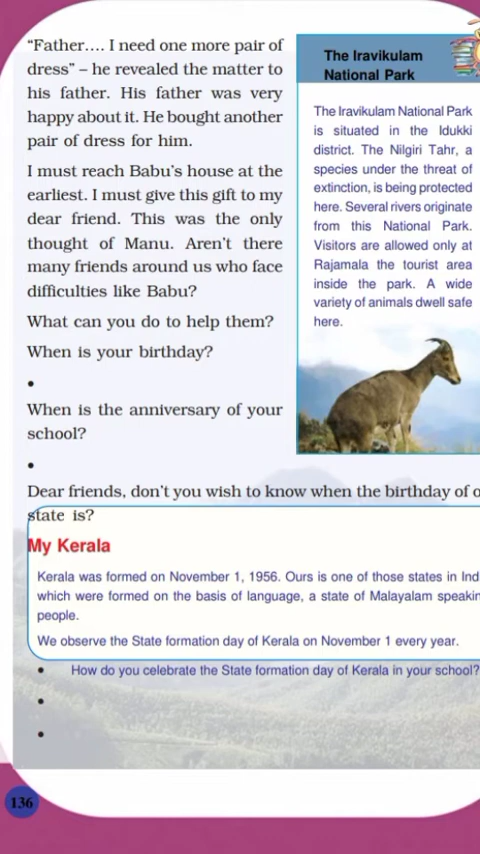 “Father.... I need one more pair of
dress” – he revealed the matter to
his father. His father was very
happy about it. He bought another
pair of dress for him.
I must reach Babu’s house at the
earliest. I must give this gift to my
dear friend. This was the only
thought of Manu. Aren’t there
many friends around us who face
difficulties like Babu?
What can you do to help them?
When is your birthday?
•
When is the anniversary of your
school?
•
The Iravikulam
National Park
The Iravikulam National Park
is situated in the Idukki
district. The Nilgiri Tahr, a
species under the threat of
extinction, is being protected
here. Several rivers originate
from this National Park.
Visitors are allowed only at
Rajamala the tourist area
inside the park. A wide
variety of animals dwell safe
here.
Dear friends, don’t you wish to know when the birthday of
state is?
My Kerala
Kerala was formed on November 1, 1956. Ours is one of those states in
which were formed on the basis of language, a state of Malayalam
people.
We observe the State formation day of Kerala on November 1 every year.
• How do you celebrate the State formation day of Kerala in your school?
•
•
136